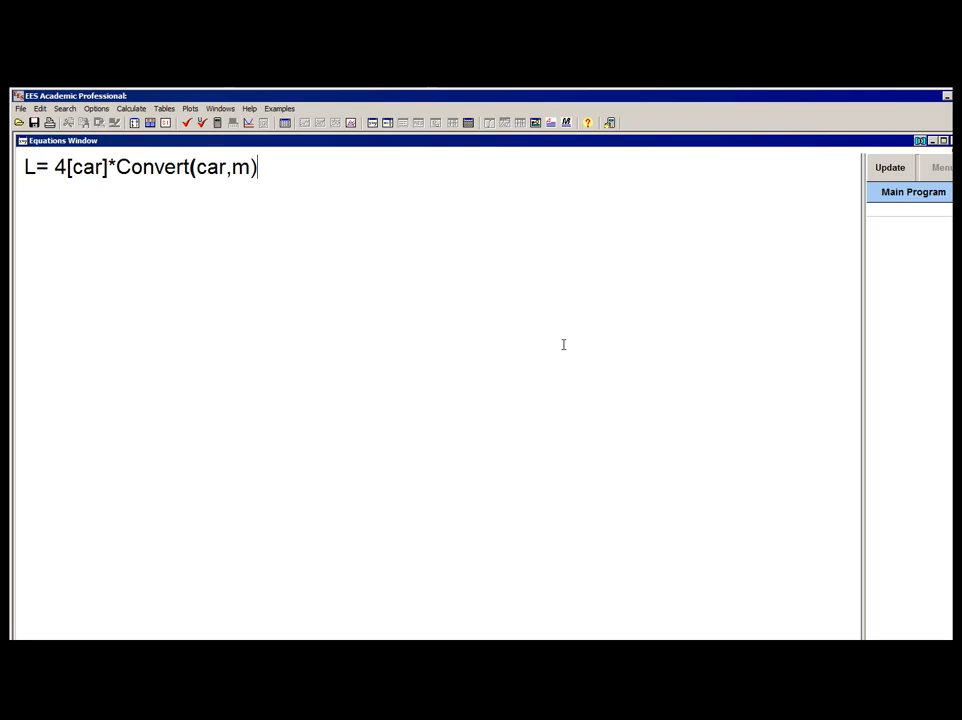 EES Academic Professional:
File Edit Search Options Calculate Tables Plots Windows Help Examples
Equations Window
L= 4[car]*Convert(car,m)
Update Men
Main Program